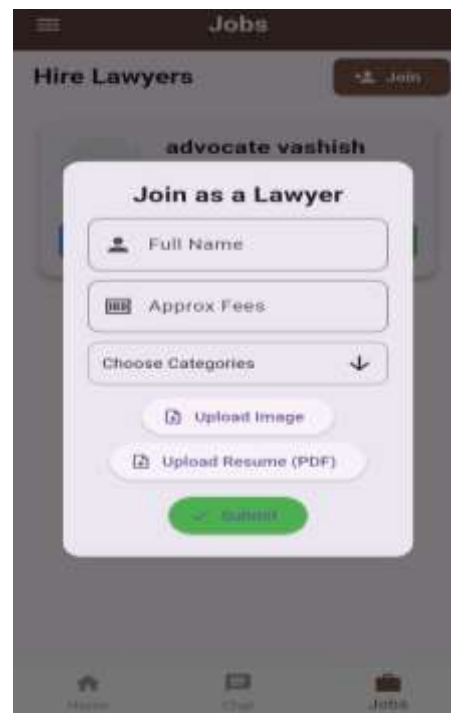 Jobs
Hire Lawyers
Join
advocate vashish
Join as a Lawyer
Full Name
Approx Fees
Choose Categories
Upload Image
Upload Resume (PDF)
Submit
Home Chat Jobs